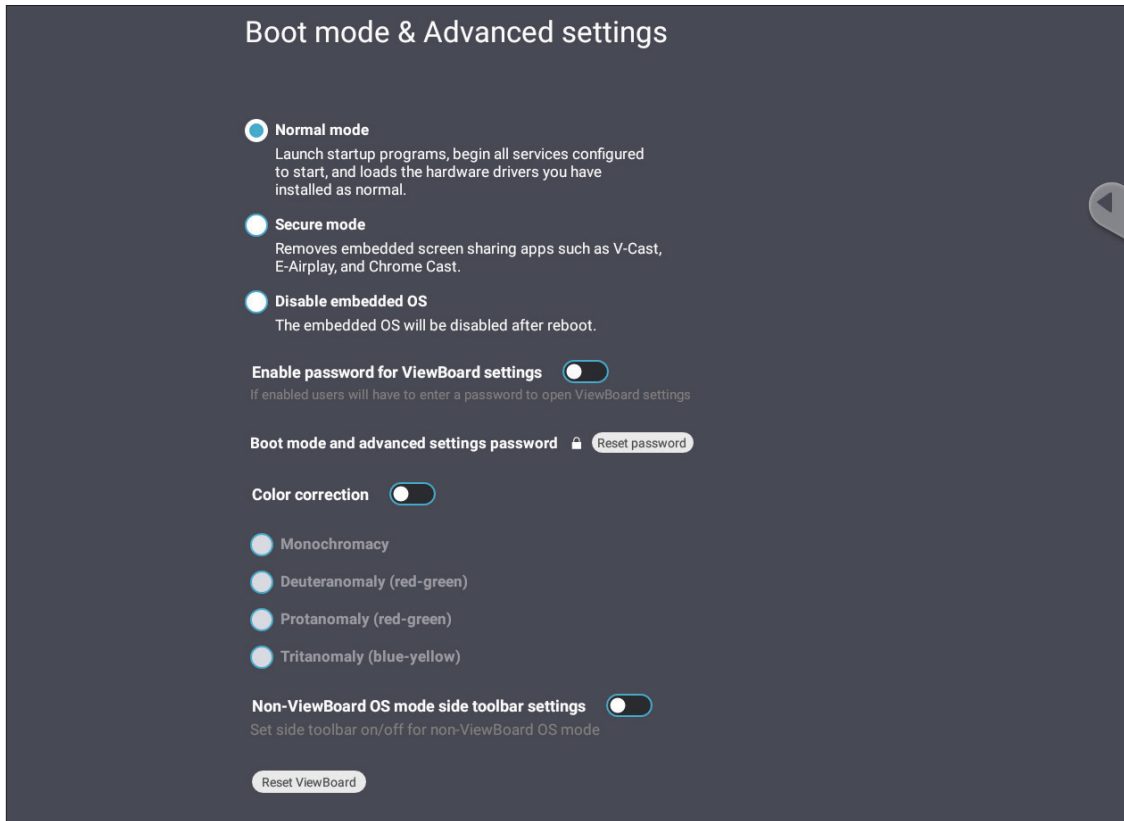 Boot mode & Advanced settings
Normal mode
Launch startup programs, begin all services configured
to start, and loads the hardware drivers you have
installed as normal.
Secure mode
Removes embedded screen sharing apps such as V-Cast,
E-Airplay, and Chrome Cast.
Disable embedded OS
The embedded OS will be disabled after reboot.
Enable password for ViewBoard settings
If enabled users will have to enter a password to open ViewBoard settings
Boot mode and advanced settings password Reset password
Color correction
Monochromacy
Deuteranomaly (red-green)
Protanomaly (red-green)
Tritanomaly (blue-yellow)
Non-ViewBoard OS mode side toolbar settings
Set side toolbar on/off for non-ViewBoard OS mode
Reset ViewBoard